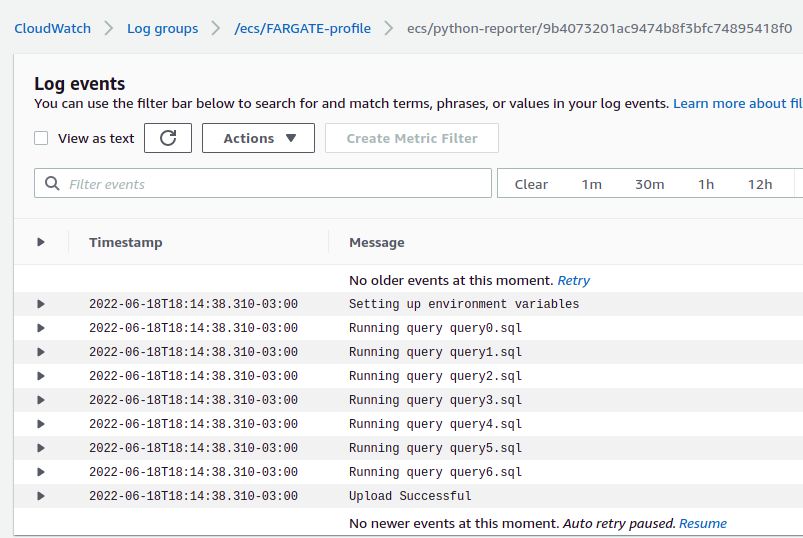 CloudWatch > Log groups > /ecs/FARGATE-profile > ecs/python-reporter/9b4073201ac9474b8f3bfc74895418f0
Log events
You can use the filter bar below to search for and match terms, phrases, or values in your log events. Learn more about fil
View as text Actions Create Metric Filter
Filter events Clear 1m 30m 1h 12h
Timestamp Message
No older events at this moment. Retry
2022-06-18T18:14:38.310-03:00 Setting up environment variables
2022-06-18T18:14:38.310-03:00 Running query query0.sql
2022-06-18T18:14:38.310-03:00 Running query query1.sql
2022-06-18T18:14:38.310-03:00 Running query query2.sql
2022-06-18T18:14:38.310-03:00 Running query query3.sql
2022-06-18T18:14:38.310-03:00 Running query query4.sql
2022-06-18T18:14:38.310-03:00 Running query query5.sql
2022-06-18T18:14:38.310-03:00 Running query query6.sql
2022-06-18T18:14:38.310-03:00 Upload Successful
No newer events at this moment. Auto retry paused. Resume